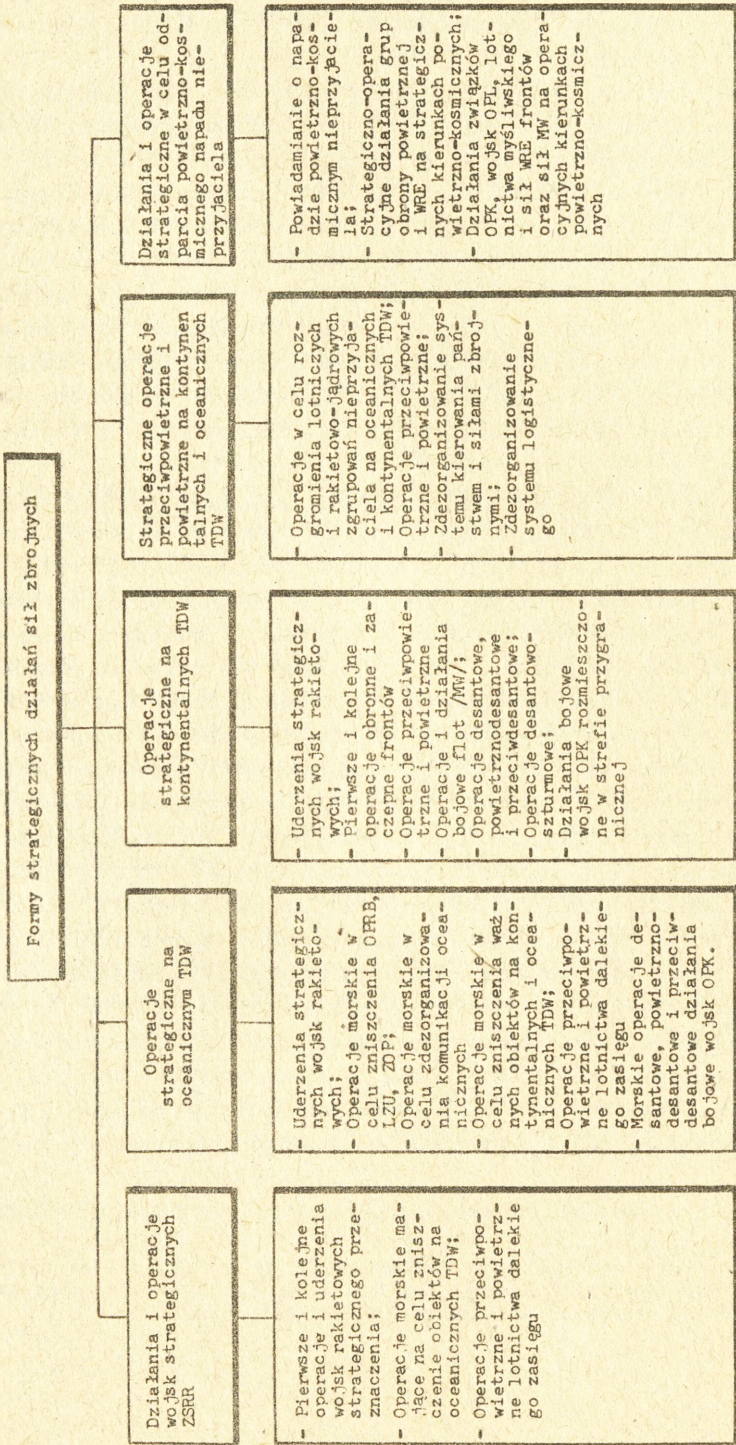 Formy strategicznych działań sił zbrojnych
Działania i operacje
wojsk strategicznych
ZSRR
- Pierwsze i kolejne
operacje i uderzenia
wojsk rakietowych
strategicznego prze-
znaczenia;
- Operacje morskie ma-
jące na celu znisz-
czenie obiektów na
oceanicznych TDW;
- Operacje przeciwpo-
wietrzne i powietrz-
ne lotnictwa dalekie
go zasięgu
Operacje
strategiczne na
oceanicznym TDW
- Uderzenia strategicz-
nych wojsk rakieto-
wych;
- Operacje morskie w
celu zniszczenia OPRB,
LZU, ZOP;
- Operacje morskie w
celu zdezorganizowa-
nia komunikacji ocea-
nicznych
- Operacje morskie w
celu zniszczenia waż-
nych obiektów na kon-
tynentalnych i ocea-
nicznych TDW;
- Operacje przeciwpo-
wietrzne i powietrz-
ne lotnictwa dalekie-
go zasięgu
- Morskie operacje de-
santowe, powietrzno-
desantowe i przeciw-
desantowe działania
bojowe wojsk OPK.
Operacje
strategiczne na
kontynentalnych TDW
- Uderzenia strategicz-
nych wojsk rakieto-
wych;
- Pierwsze i kolejne
operacje obronne i za-
czepne frontów
- Operacje przeciwpowie-
trzne i powietrzne
- Operacje i działania
bojowe flot /MW/;
- Operacje desantowe,
powietrznodesantowe
i przeciwdesantowe;
- Operacje desantowo-
szturmowe;
- Działania bojowe
wojsk OPK rozmieszczo-
ne w strefie przygra-
nicznej
Strategiczne operacje
przeciwpowietrzne i
powietrzne na kontynen
talnych i oceanicznych
TDW
- Operacje w celu roz-
gromienia lotniczych
i rakietowo-jądrowych
zgrupowań nieprzyja-
ciela na oceanicznych
i kontynentalnych TDW;
- Operacje przeciwpowie-
trzne i powietrzne;
- Zdezorganizowanie sys-
temu kierowania pań-
stwem i siłami zbroj-
nymi;
- Zdezorganizowanie
systemu logistyczne-
go
Działania i operacje
strategiczne w celu od-
parcia powietrzno-kos-
micznego napadu nie-
przyjaciela
- Powiadamianie o napa-
dzie powietrzno-kos-
micznym nieprzyjacie-
la;
- Strategiczno-opera-
cyjne działania grup
obrony powietrznej
i WRE na strategicz-
nych kierunkach po-
wietrzno-kosmicznych;
- Działania związków
OPK, wojsk OPL, lot-
nictwa myśliwskiego
i sił WRE frontów
oraz sił MW na opera-
cyjnych kierunkach
powietrzno-kosmicz-
nych